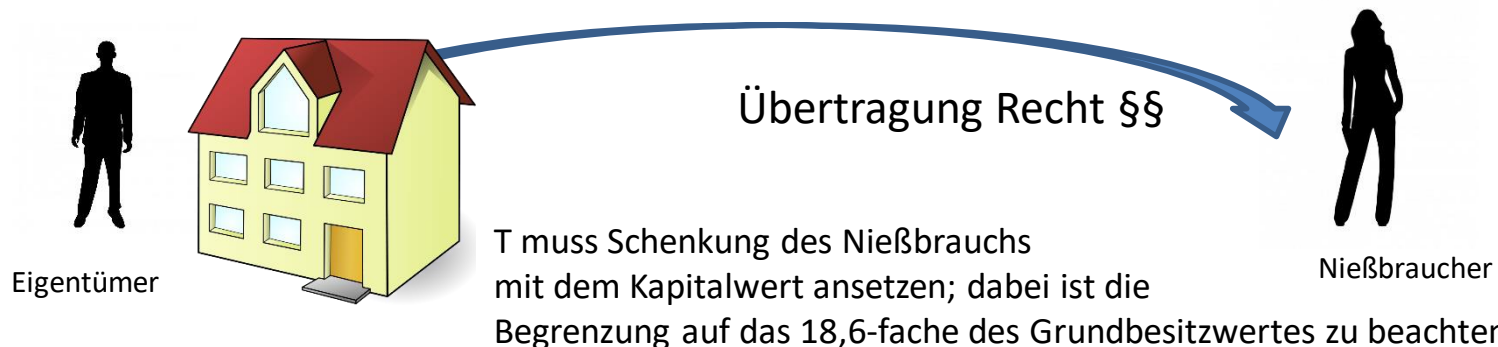 Übertragung Recht §§
Eigentümer
T muss Schenkung des Nießbrauchs
mit dem Kapitalwert ansetzen; dabei ist die
Begrenzung auf das 18,6-fache des Grundbesitzwertes zu beachten
Nießbraucher